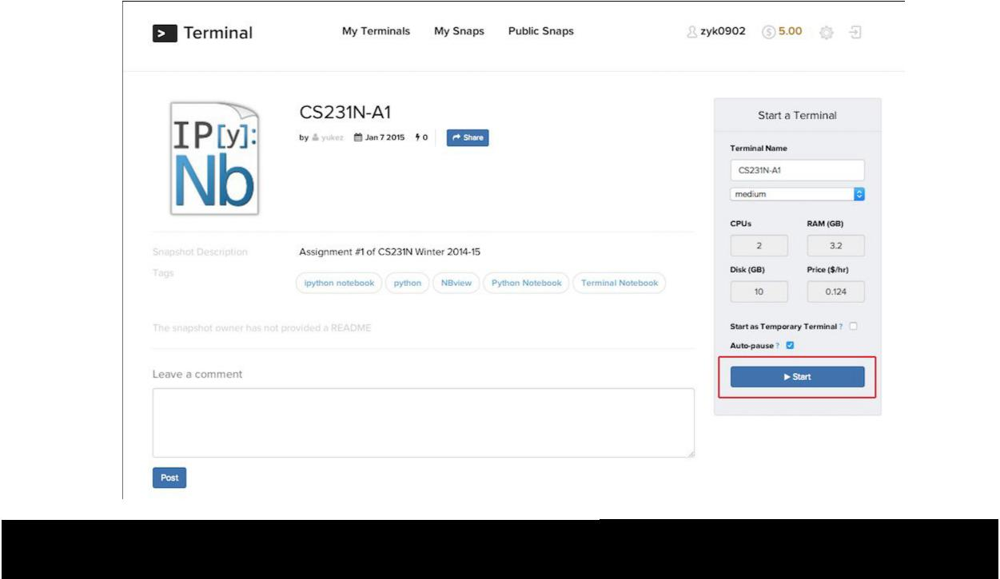 Terminal
My Terminals My Snaps Public Snaps
zyk0902 5.00
IP[y]:
Nb
CS231N-A1
by yukez Jan 7 2015 0 Share
Snapshot Description Assignment #1 of CS231N Winter 2014-15
Tags ipython notebook python NBview Python Notebook Terminal Notebook
The snapshot owner has not provided a README
Leave a comment
Post
Start a Terminal
Terminal Name
CS231N-A1
medium
CPUs RAM (GB)
2 3.2
Disk (GB) Price ($/hr)
10 0.124
Start as Temporary Terminal ?
Auto-pause ?
Start